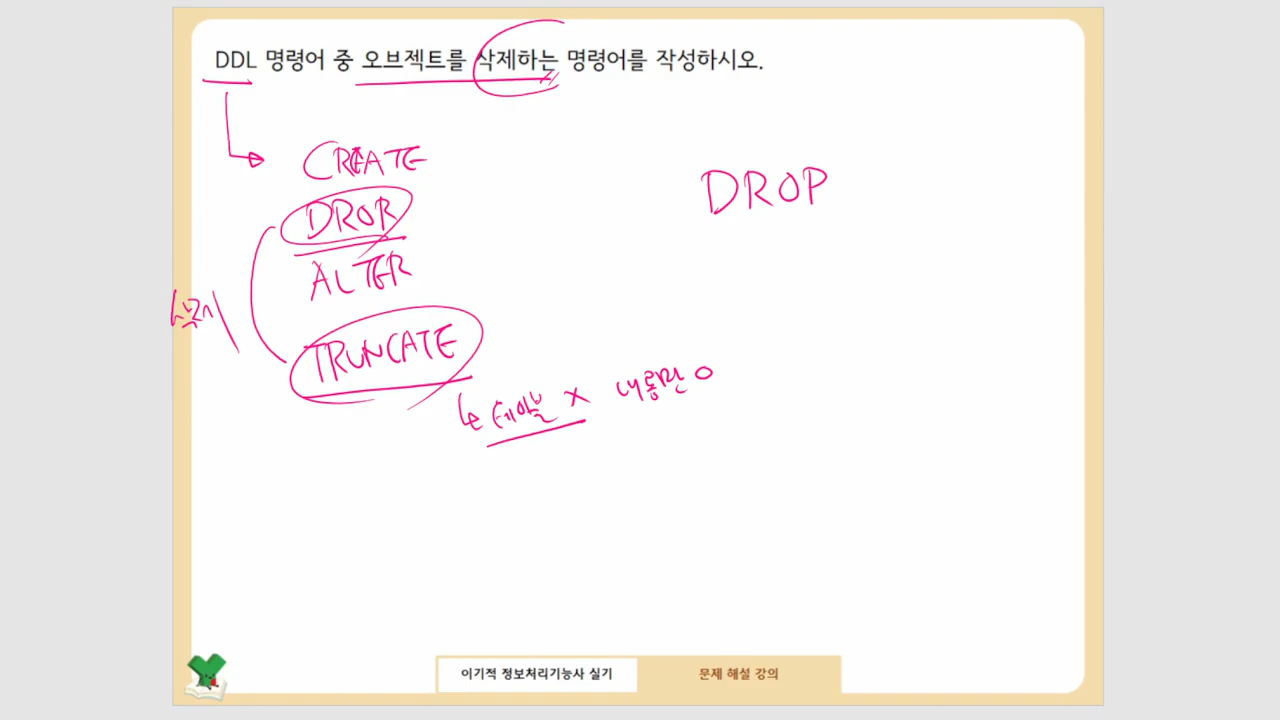 DDL 명령어 중 오브젝트를 삭제하는 명령어를 작성하시오.
CREATE
DROP
DROP
ALTER
삭제
TRUNCATE
테이블 X 내용만 O
이기적 정보처리기능사 실기
문제 해설 강의